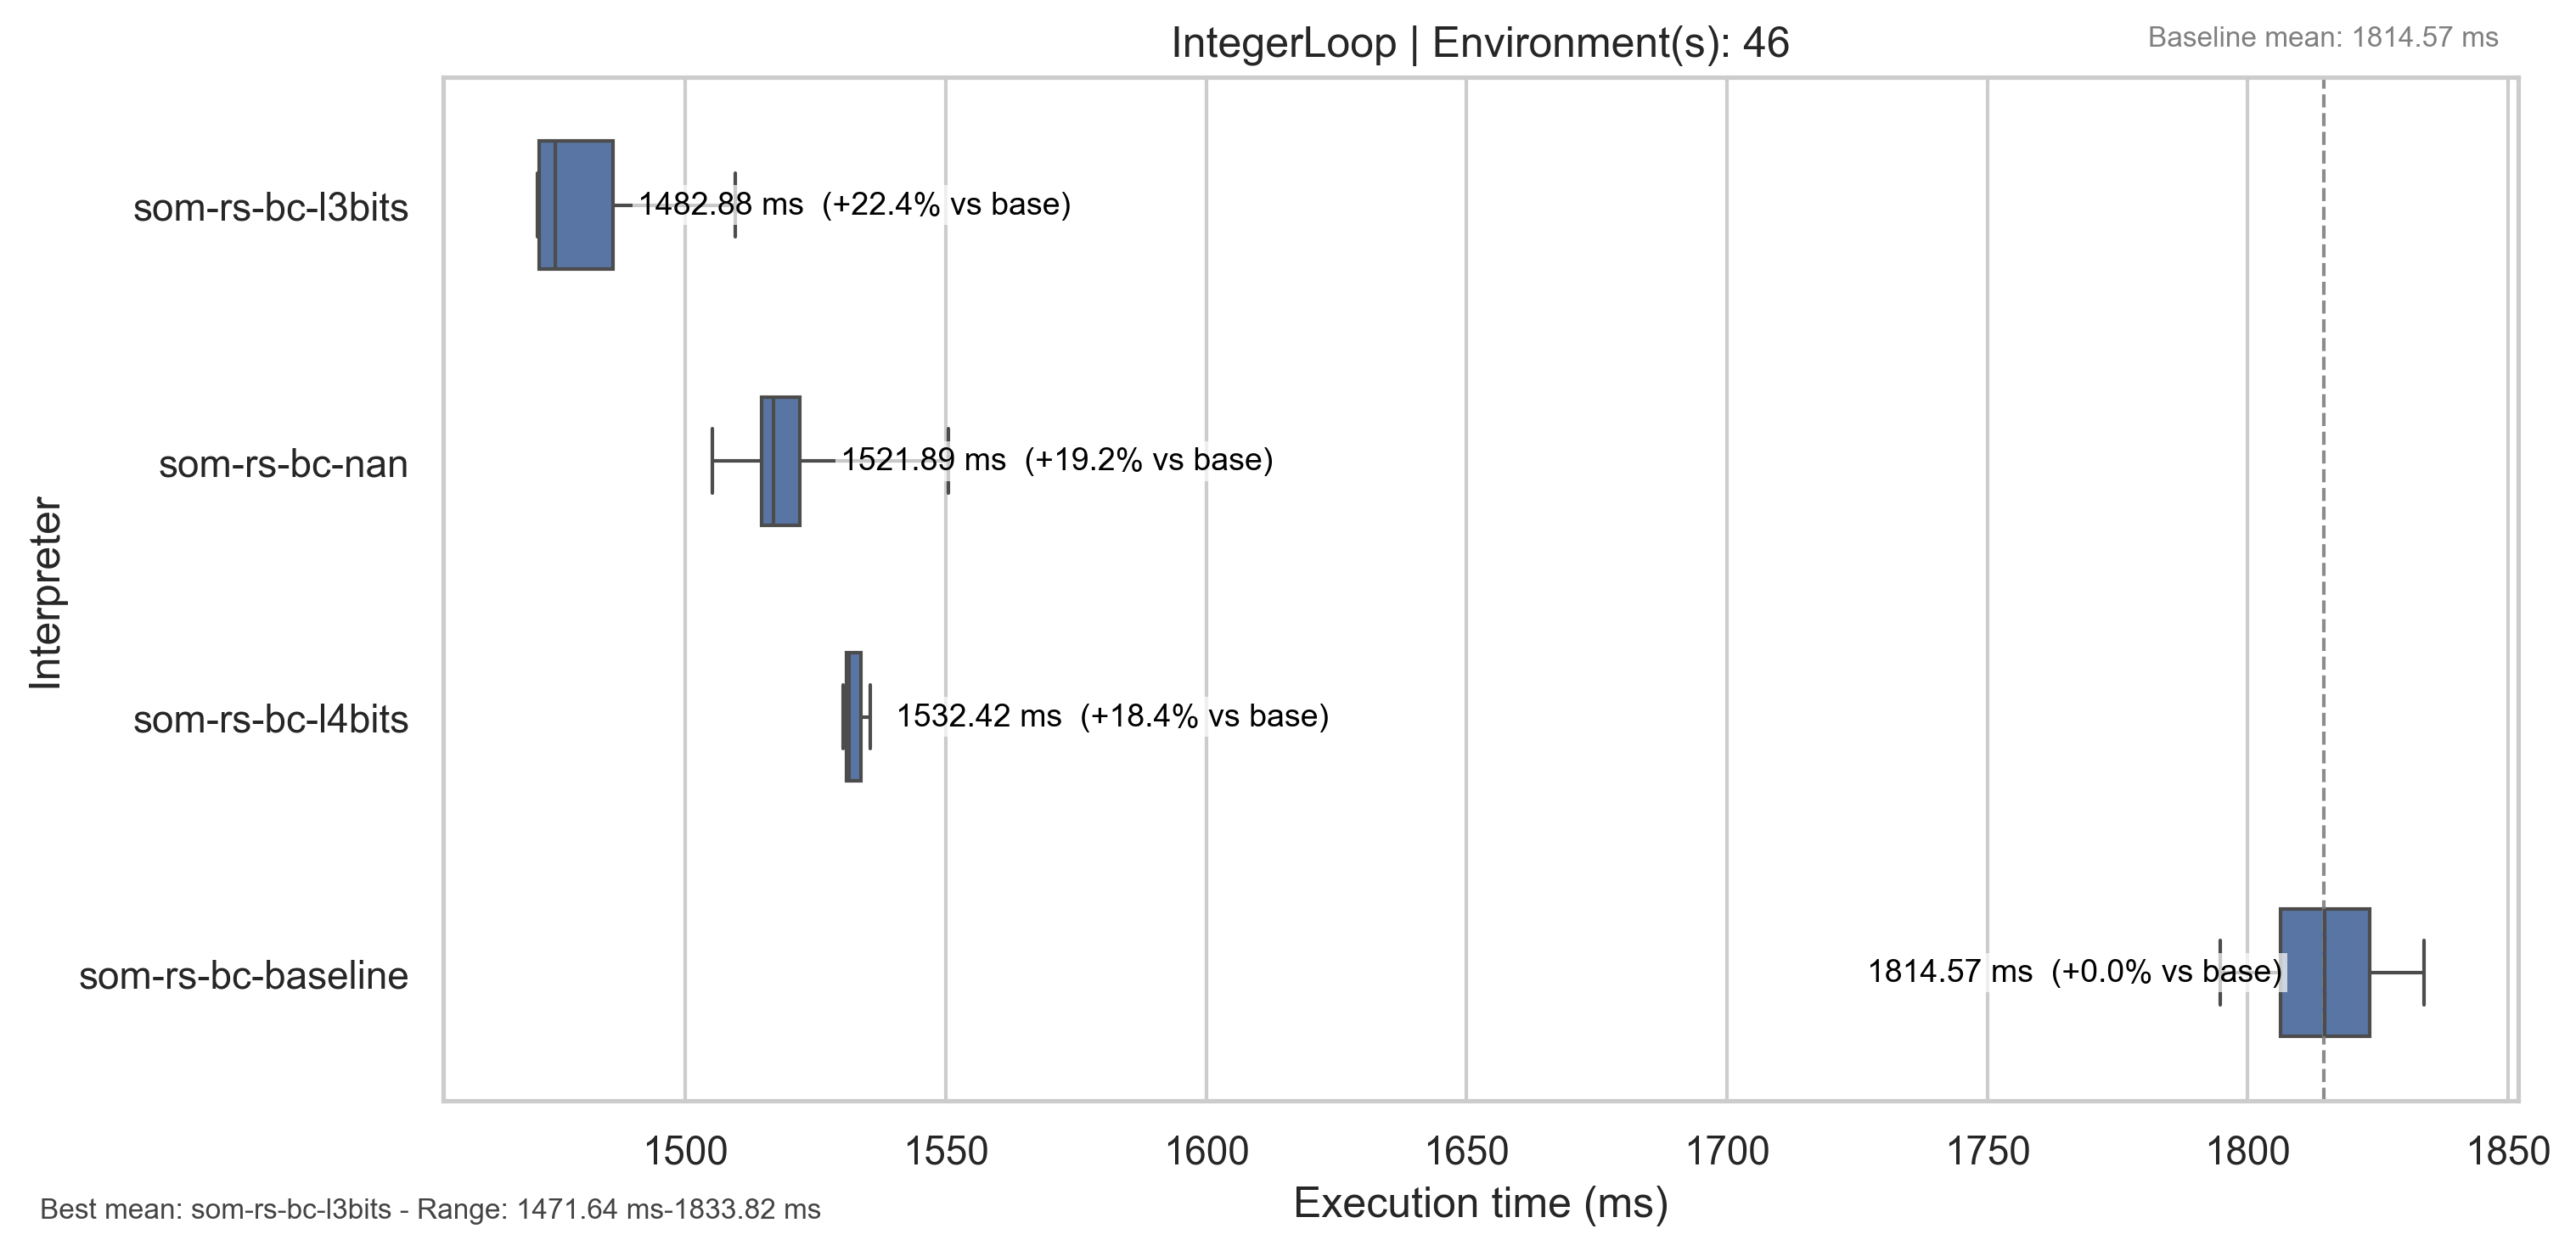 IntegerLoop | Environment(s): 46
Baseline mean: 1814.57 ms
Interpreter
som-rs-bc-l3bits
1482.88 ms  (+22.4% vs base)
som-rs-bc-nan
1521.89 ms  (+19.2% vs base)
som-rs-bc-l4bits
1532.42 ms  (+18.4% vs base)
som-rs-bc-baseline
1814.57 ms  (+0.0% vs base)
1500 1550 1600 1650 1700 1750 1800 1850
Execution time (ms)
Best mean: som-rs-bc-l3bits - Range: 1471.64 ms-1833.82 ms